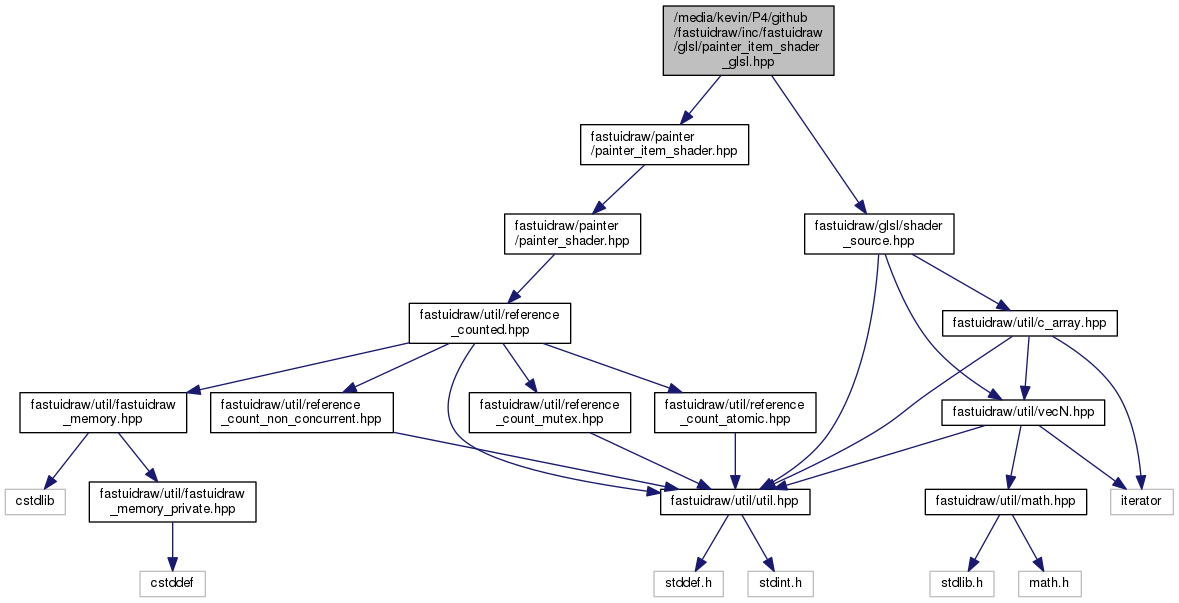 /media/kevin/P4/github
/fastuidraw/inc/fastuidraw
/glsl/painter_item_shader
_glsl.hpp
fastuidraw/painter
/painter_item_shader.hpp
fastuidraw/painter
/painter_shader.hpp
fastuidraw/glsl/shader
_source.hpp
fastuidraw/util/reference
_counted.hpp
fastuidraw/util/c_array.hpp
fastuidraw/util/fastuidraw
_memory.hpp
fastuidraw/util/reference
_count_non_concurrent.hpp
fastuidraw/util/reference
_count_mutex.hpp
fastuidraw/util/reference
_count_atomic.hpp
fastuidraw/util/vecN.hpp
cstdlib
fastuidraw/util/fastuidraw
_memory_private.hpp
fastuidraw/util/util.hpp
fastuidraw/util/math.hpp
iterator
cstddef
stddef.h
stdint.h
stdlib.h
math.h